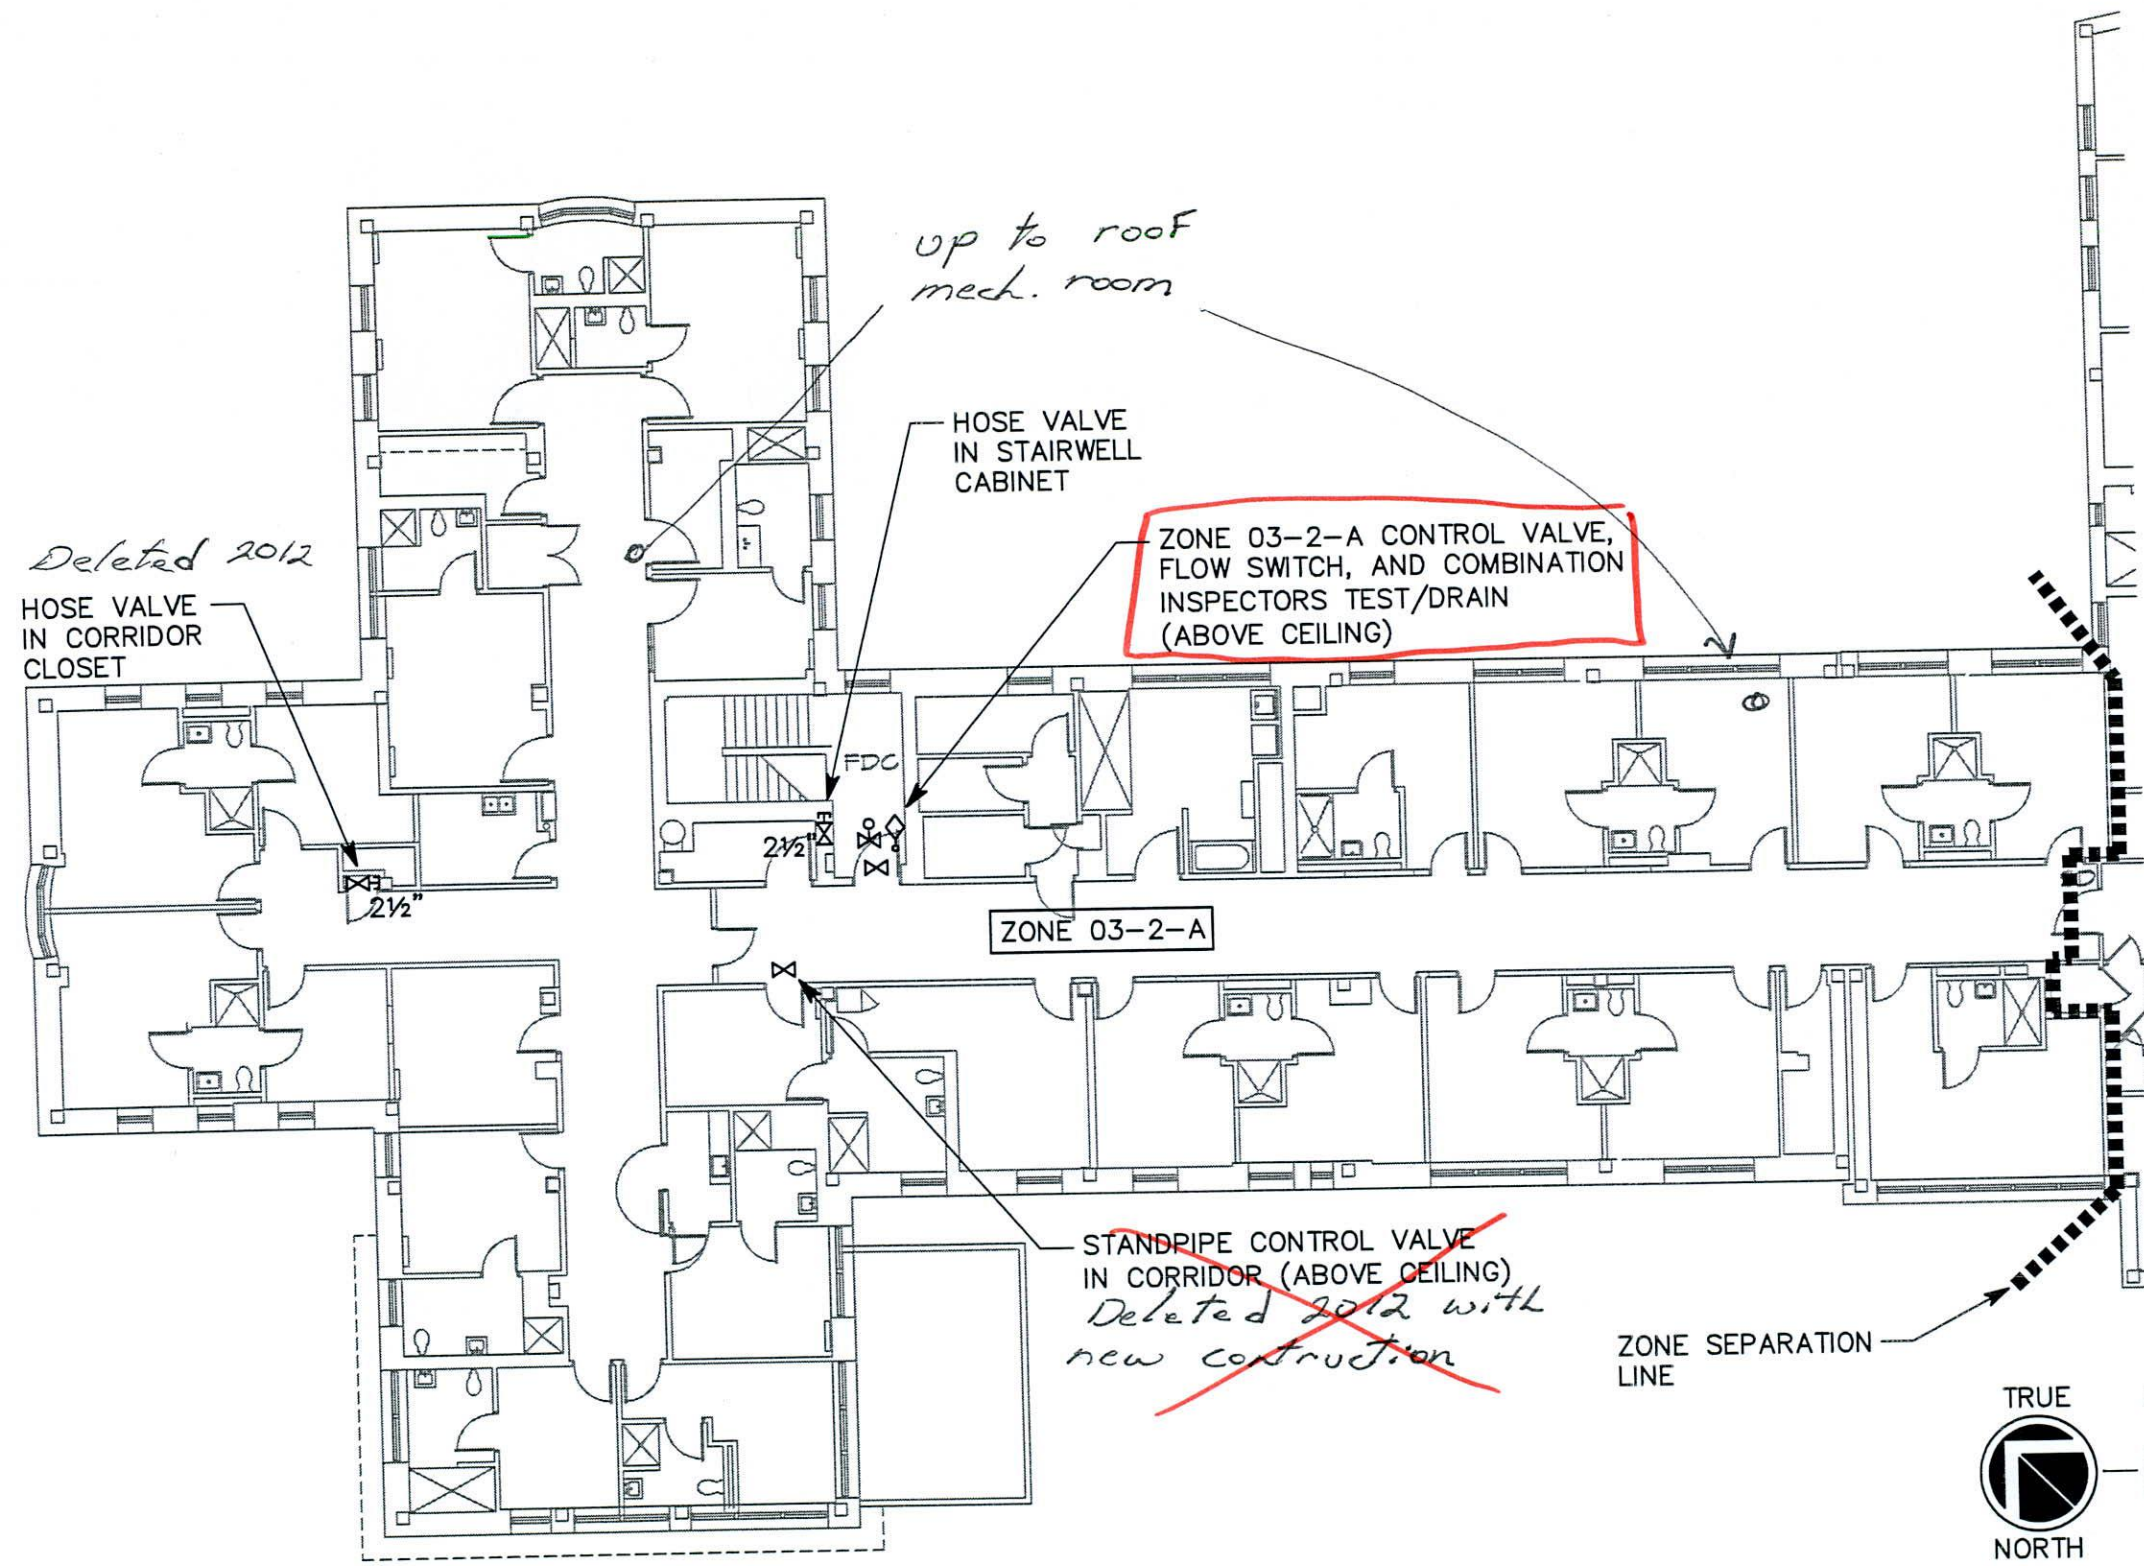 up to roof
mech. room
HOSE VALVE
IN STAIRWELL
CABINET
ZONE 03-2-A CONTROL VALVE,
FLOW SWITCH, AND COMBINATION
INSPECTORS TEST/DRAIN
(ABOVE CEILING)
Deleted 2012
HOSE VALVE
IN CORRIDOR
CLOSET
FDC
2½"
2½"
ZONE 03-2-A
STANDPIPE CONTROL VALVE
IN CORRIDOR (ABOVE CEILING)
Deleted 2012 with
new contruction
ZONE SEPARATION
LINE
TRUE
NORTH